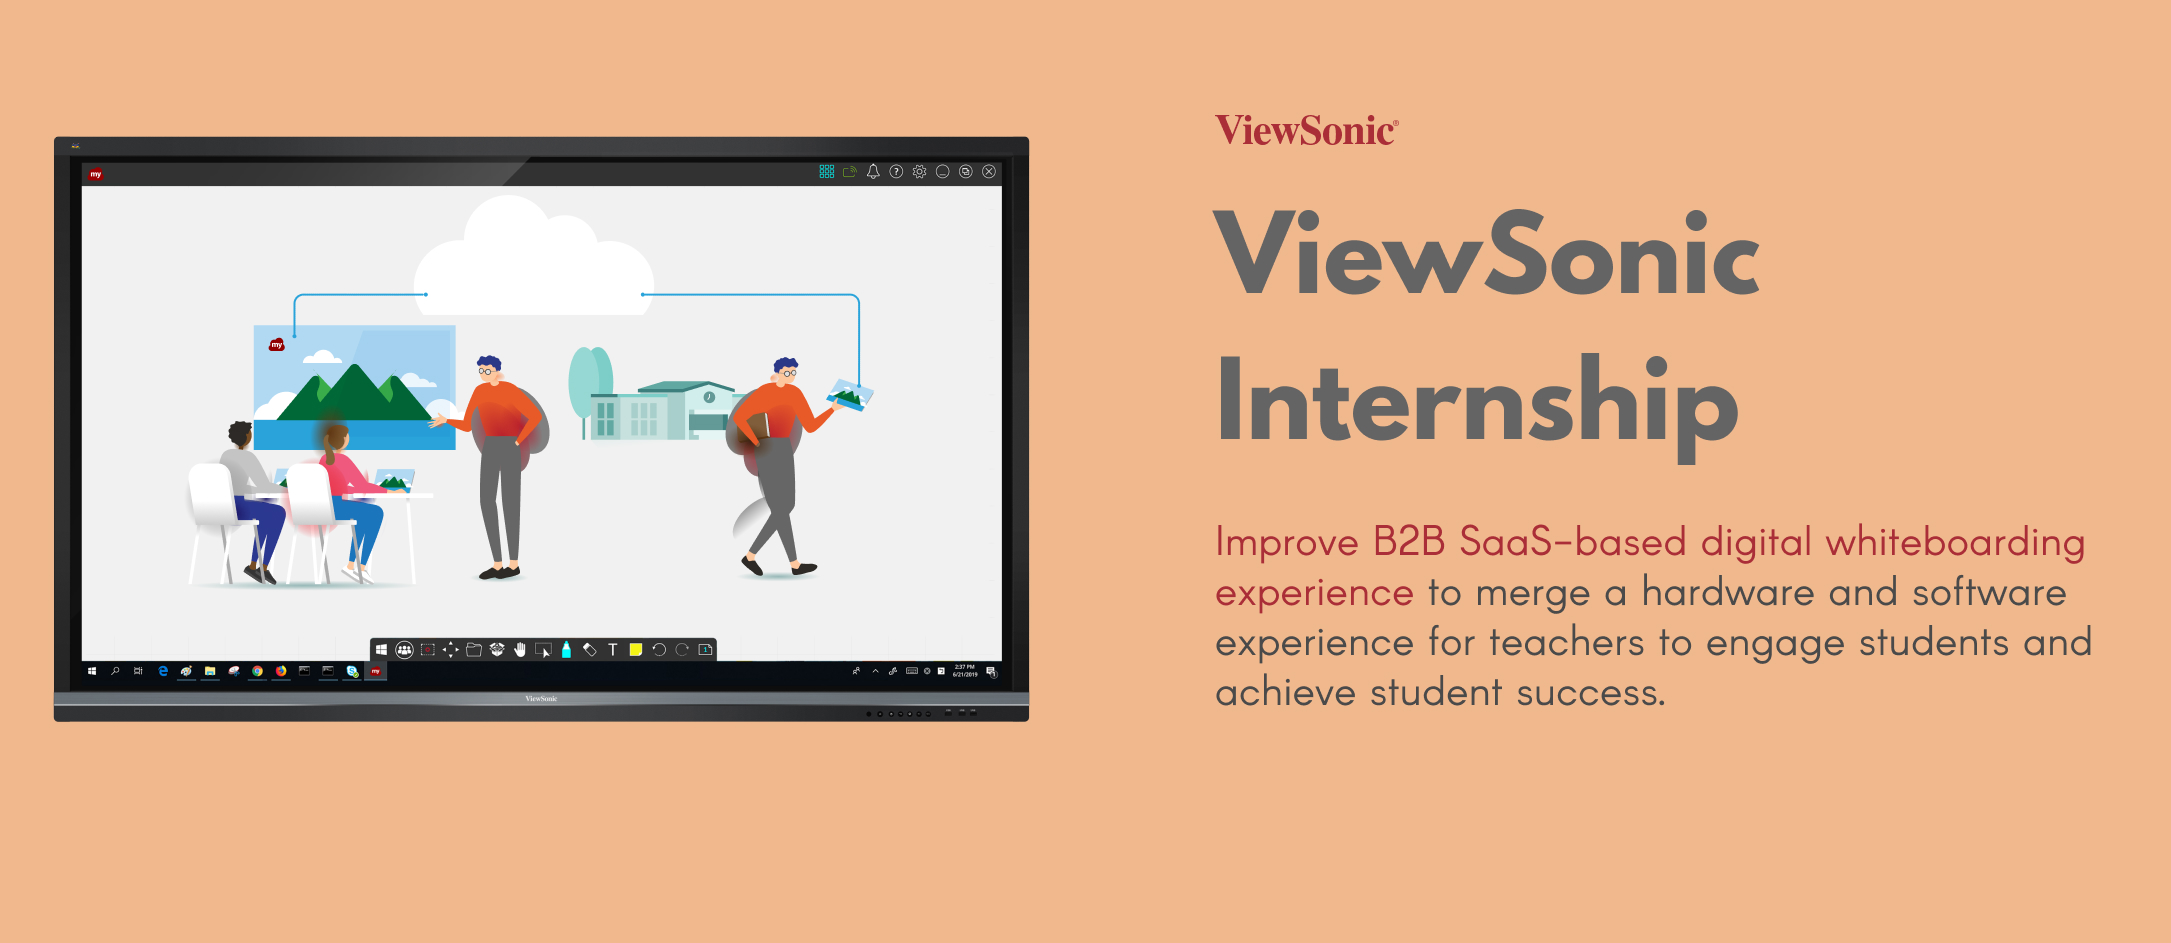 ViewSonic®
ViewSonic
Internship
Improve B2B SaaS-based digital whiteboarding
experience to merge a hardware and software
experience for teachers to engage students and
achieve student success.
my
my
T
my
2:37 PM
6/21/2019
ViewSonic